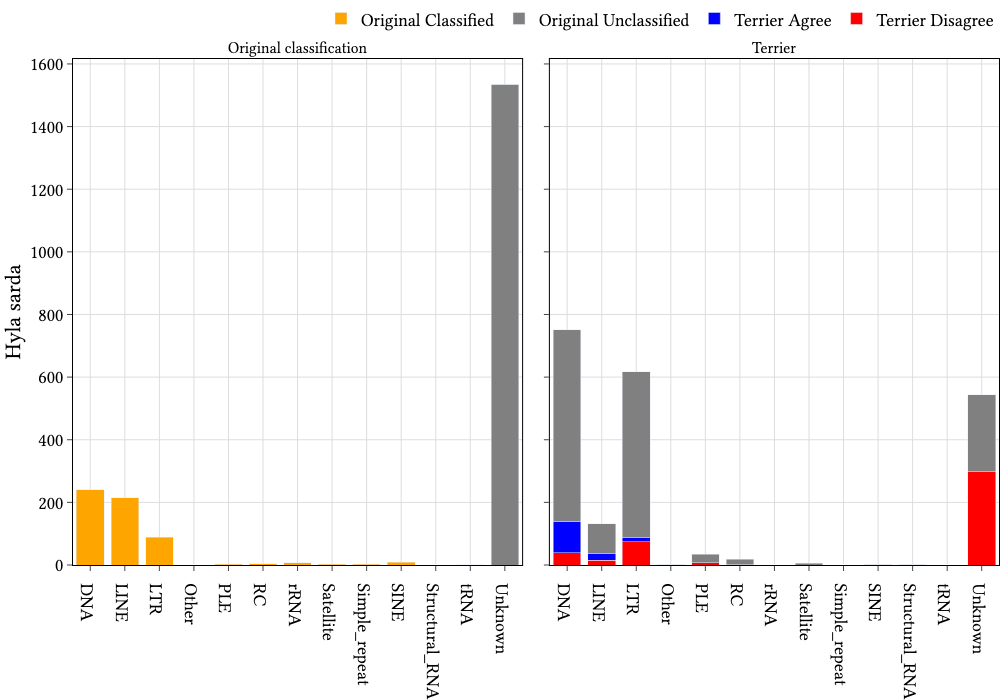 Original Classified Original Unclassified Terrier Agree Terrier Disagree
Original classification
Terrier
Hyla sarda
1600
1400
1200
1000
800
600
400
200
0
DNA
LINE
LTR
Other
PLE
RC
rRNA
Satellite
Simple_repeat
SINE
Structural_RNA
tRNA
Unknown
DNA
LINE
LTR
Other
PLE
RC
rRNA
Satellite
Simple_repeat
SINE
Structural_RNA
tRNA
Unknown